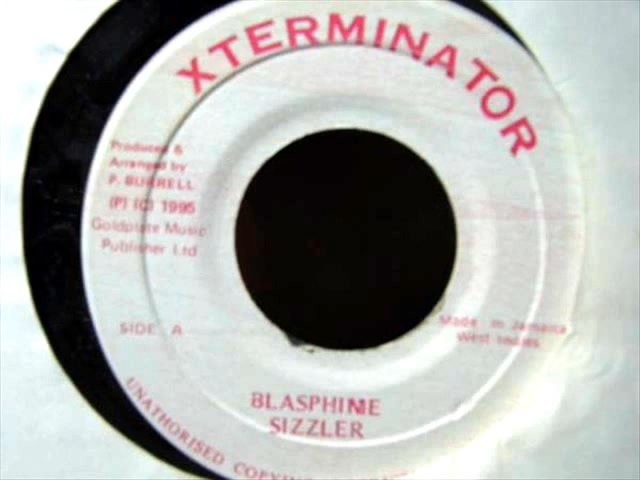 XTERMINATOR
Produced &
Arranged by
P. BURRELL
(P) (C) 1995
Goldplate Music
Publisher Ltd
SIDE A
Made in Jamaica
West Indies
BLASPHIME
SIZZLER
UNATHORISED COPYING